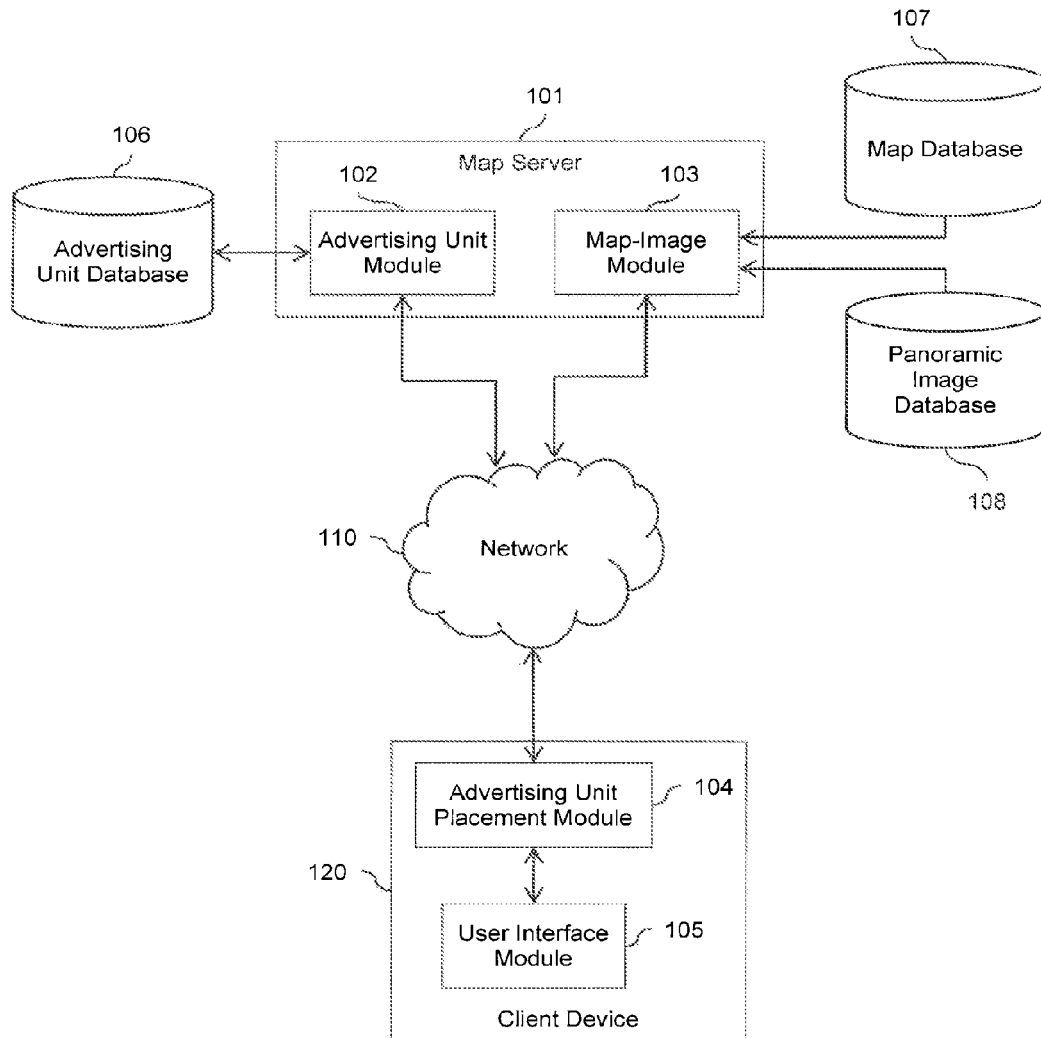 107
101
106
Map Server
Map Database
102
103
Advertising
Unit Database
Advertising Unit
Module
Map-Image
Module
Panoramic
Image
Database
108
110
Network
Advertising Unit
Placement Module
104
120
User Interface
Module
105
Client Device